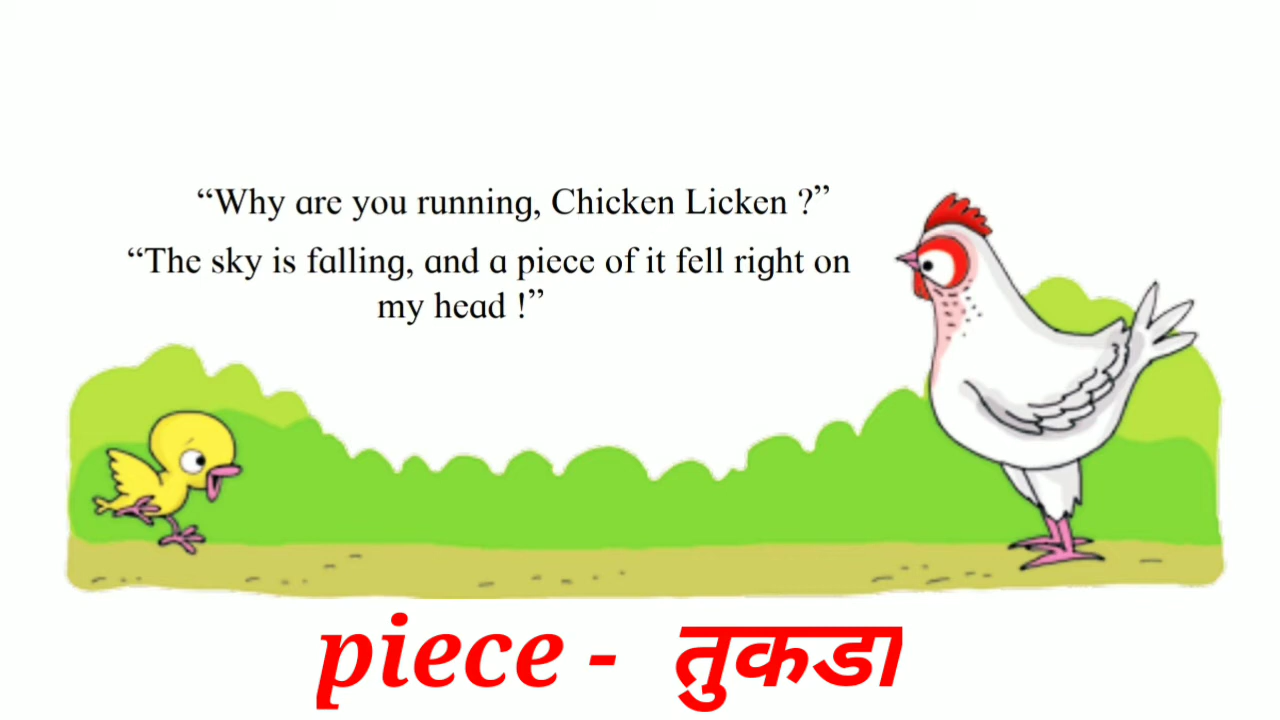 “Why are you running, Chicken Licken ?”
“The sky is falling, and a piece of it fell right on
my head !”
piece - तुकडा